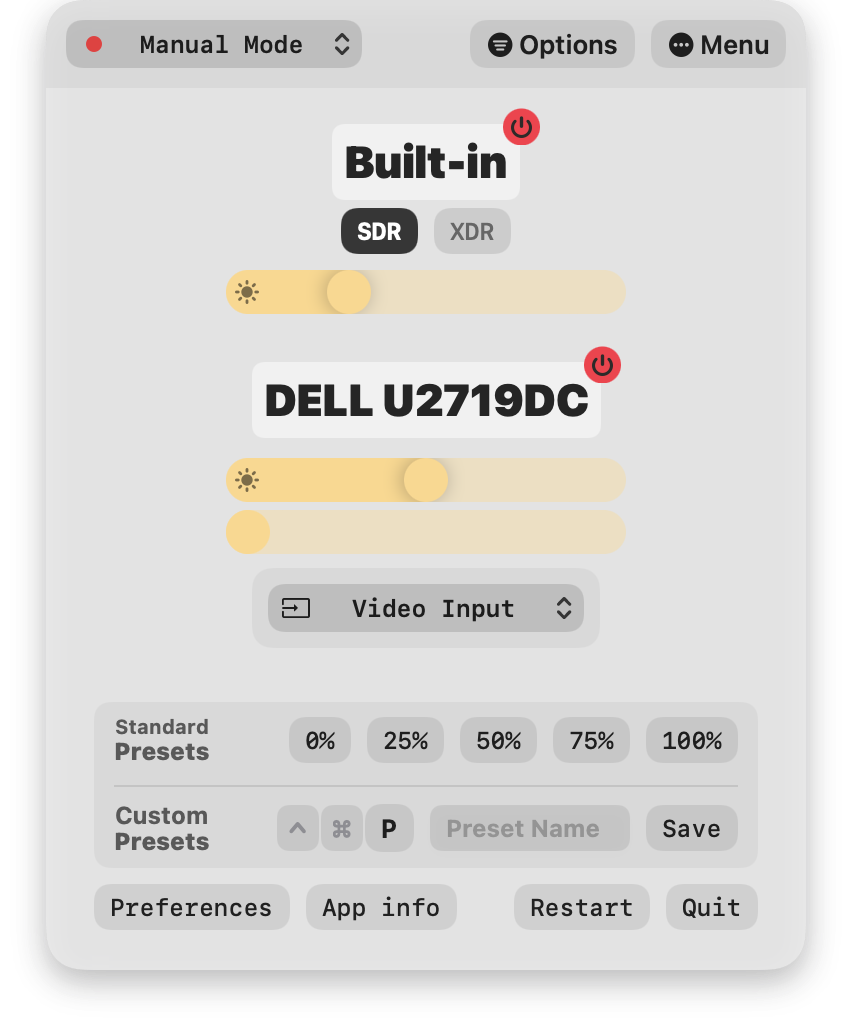 Manual Mode
Options
Menu
Built-in
SDR
XDR
DELL U2719DC
Video Input
Standard
Presets
0%
25%
50%
75%
100%
Custom
Presets
⌘
P
Preset Name
Save
Preferences
App info
Restart
Quit